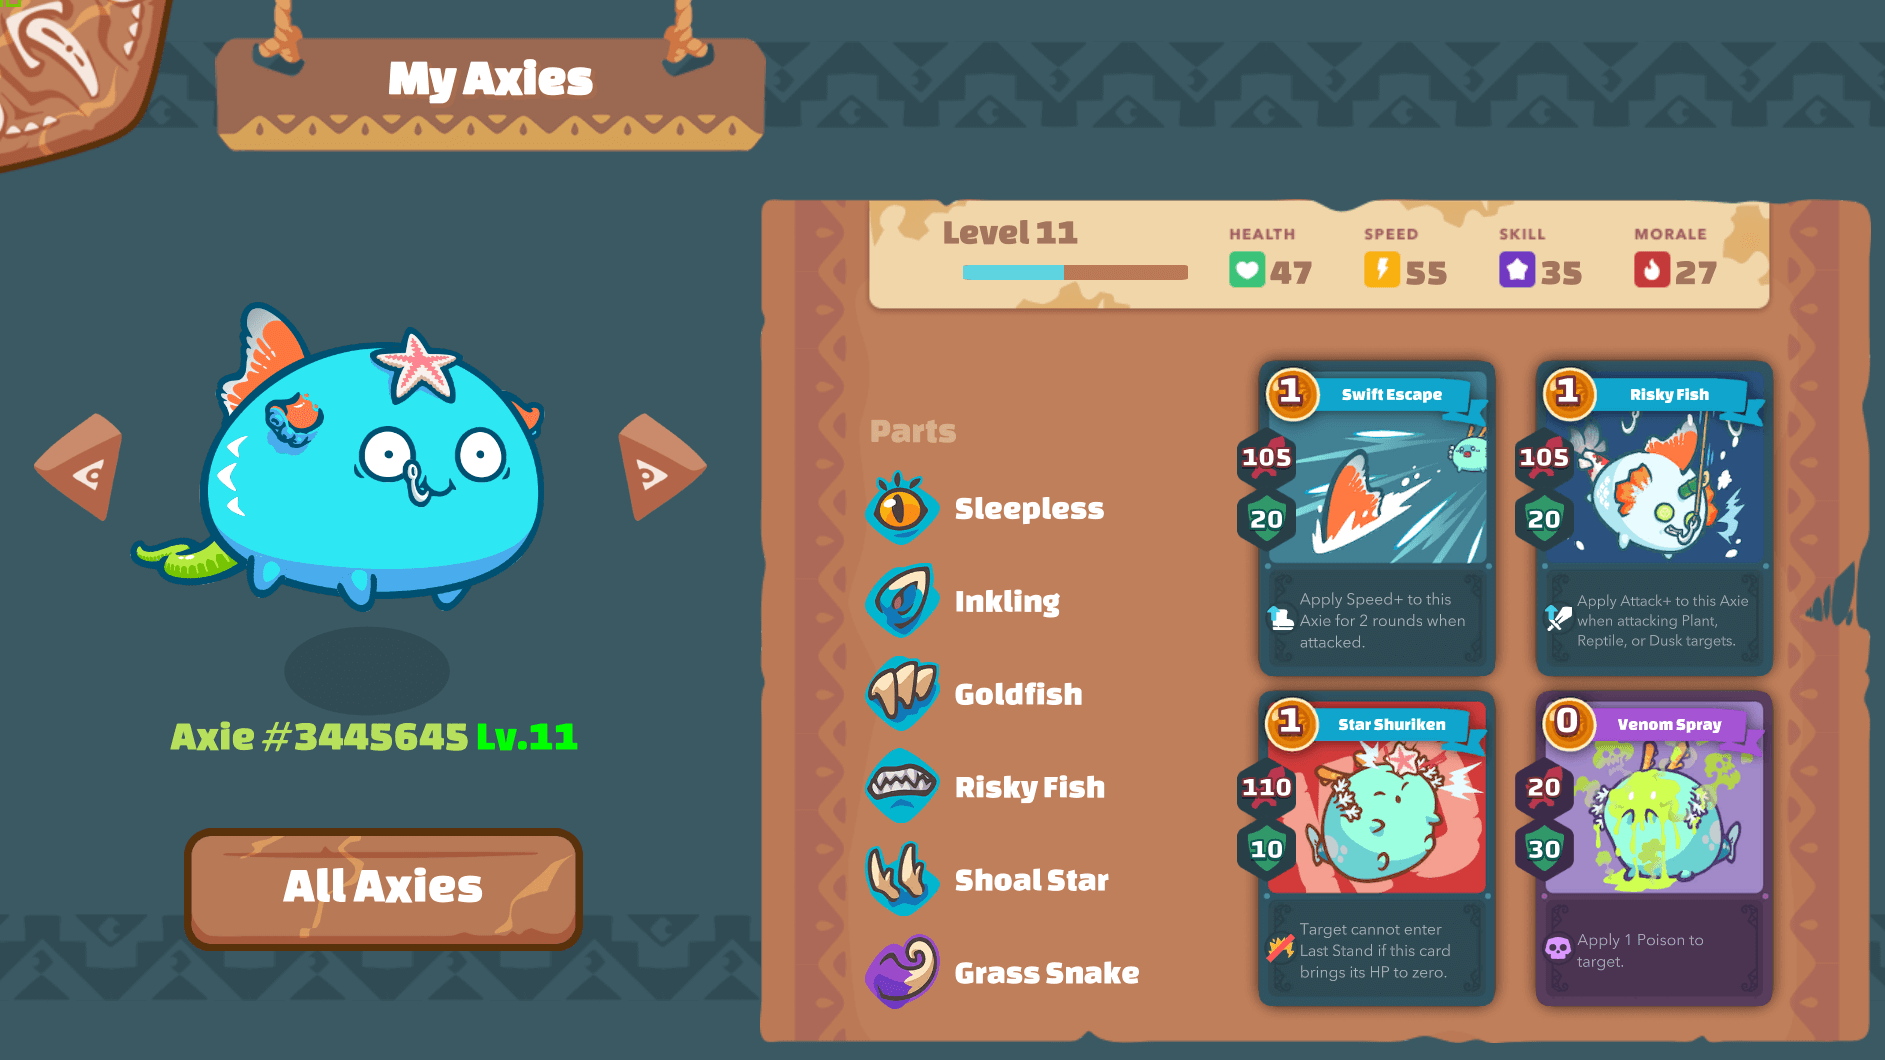 My Axies
Level 11
HEALTH
47
SPEED
55
SKILL
35
MORALE
27
Parts
Sleepless
Inkling
Goldfish
Risky Fish
Shoal Star
Grass Snake
1
Swift Escape
105
20
Apply Speed+ to this
Axie for 2 rounds when
attacked.
1
Risky Fish
105
20
Apply Attack+ to this Axie
when attacking Plant,
Reptile, or Dusk targets.
1
Star Shuriken
110
10
Target cannot enter
Last Stand if this card
brings its HP to zero.
0
Venom Spray
20
30
Apply 1 Poison to
target.
Axie #3445645 Lv.11
All Axies